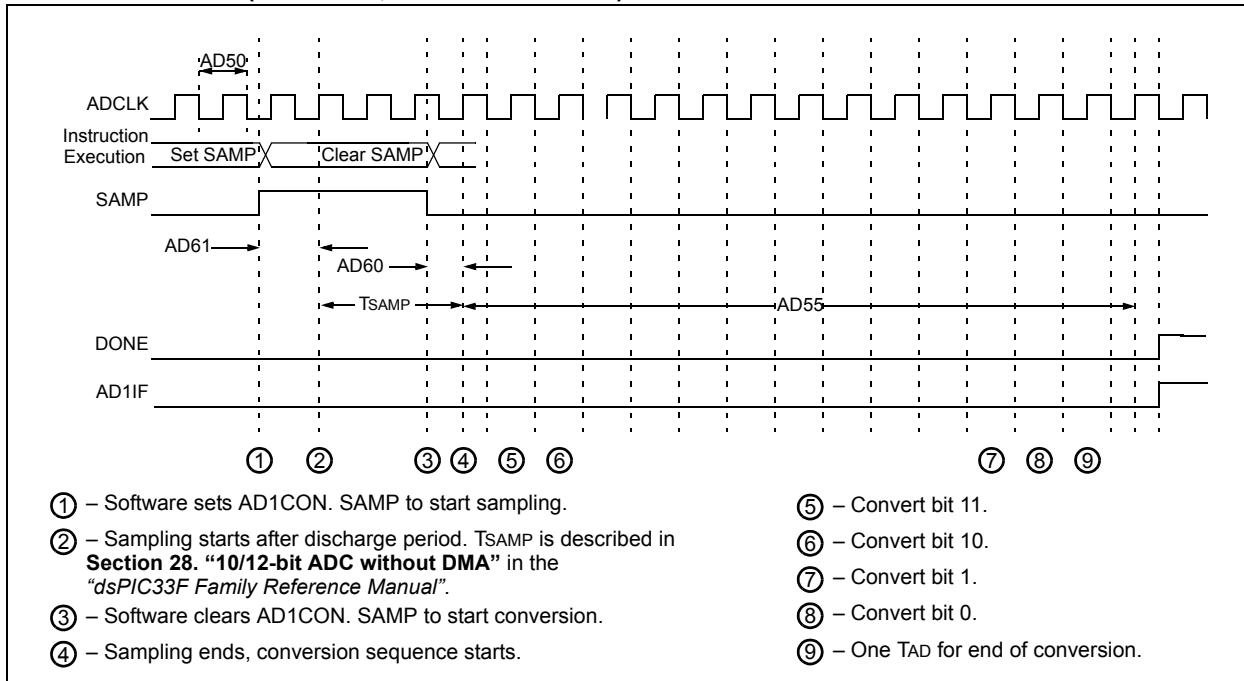 AD50
ADCLK
Instruction
Execution
Set SAMP
Clear SAMP
SAMP
AD61
AD60
TSAMP
AD55
DONE
AD1IF
1 2 3 4 5 6 7 8 9
1 – Software sets AD1CON. SAMP to start sampling.
2 – Sampling starts after discharge period. TSAMP is described in
Section 28. “10/12-bit ADC without DMA” in the
“dsPIC33F Family Reference Manual”.
3 – Software clears AD1CON. SAMP to start conversion.
4 – Sampling ends, conversion sequence starts.
5 – Convert bit 11.
6 – Convert bit 10.
7 – Convert bit 1.
8 – Convert bit 0.
9 – One TAD for end of conversion.